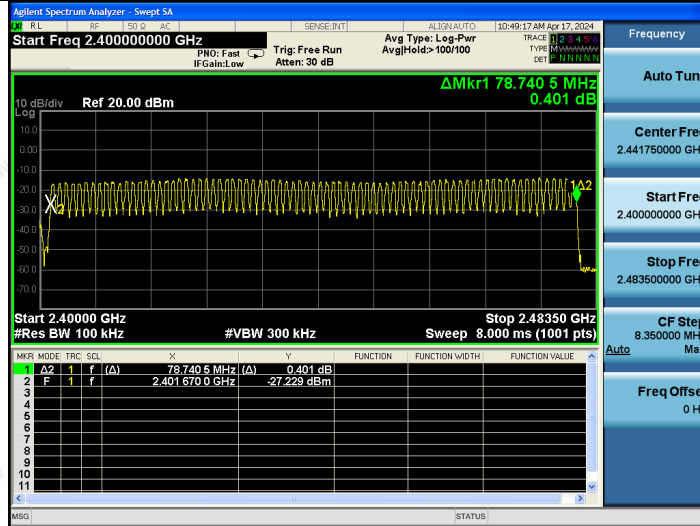 Agilent Spectrum Analyzer - Swept SA
LXI RL RF 50 Ω AC SENSE:INT ALIGN AUTO 10:49:17 AM Apr 17, 2024
Start Freq 2.400000000 GHz
PNO: Fast
IFGain:Low
Trig: Free Run
Atten: 30 dB
Avg Type: Log-Pwr
Avg|Hold:>100/100
TRACE 1 2 3 4 5 6
TYPE M
DET P N N N N N
ΔMkr1 78.740 5 MHz
0.401 dB
10 dB/div Ref 20.00 dBm
Log
10.0
0.00
-10.0
-20.0
-30.0
-40.0
-50.0
-60.0
-70.0
2
1Δ2
Start 2.40000 GHz Stop 2.48350 GHz
#Res BW 100 kHz #VBW 300 kHz Sweep 8.000 ms (1001 pts)
MKR MODE TRC SCL X Y FUNCTION FUNCTION WIDTH FUNCTION VALUE
1 Δ2 1 f (Δ) 78.740 5 MHz (Δ) 0.401 dB
2 F 1 f 2.401 670 0 GHz -27.229 dBm
3
4
5
6
7
8
9
10
11
MSG STATUS
Frequency
Auto Tun
Center Fre
2.441750000 GH
Start Fre
2.400000000 GH
Stop Fre
2.483500000 GH
CF Step
8.350000 MH
Auto Ma
Freq Offse
0 H